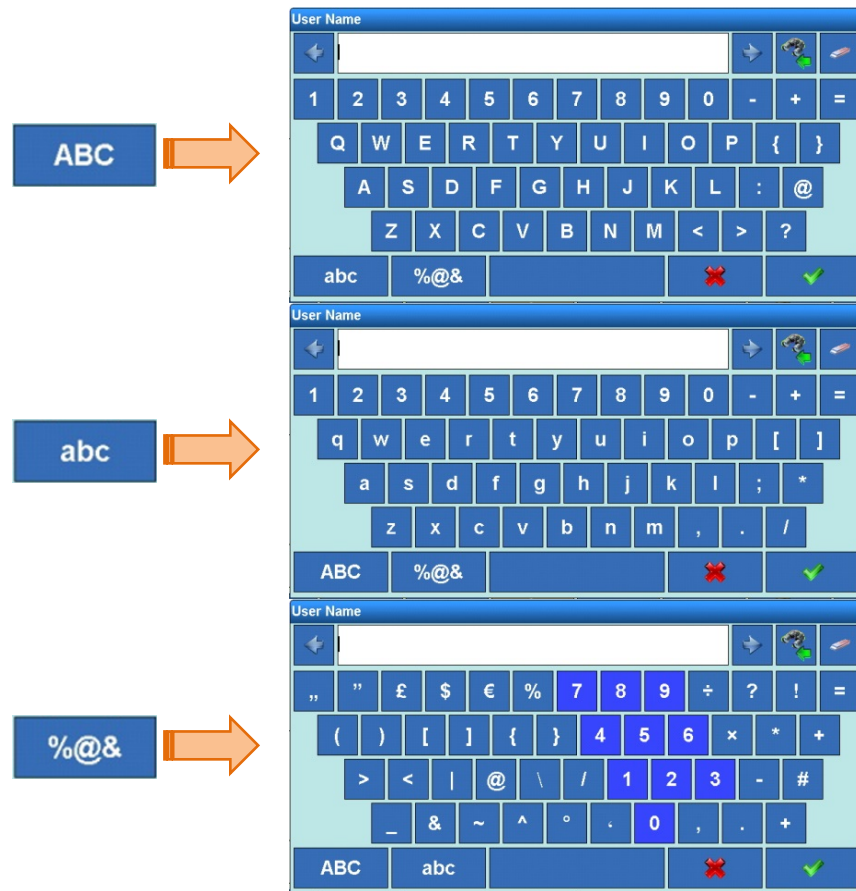 User Name
1 2 3 4 5 6 7 8 9 0 - + =
ABC
Q W E R T Y U I O P { }
A S D F G H J K L : @
Z X C V B N M < > ?
abc %@&
User Name
1 2 3 4 5 6 7 8 9 0 - + =
abc
q w e r t y u i o p [ ]
a s d f g h j k l ; *
z x c v b n m , . /
ABC %@&
User Name
„ ” £ $ € % 7 8 9 ÷ ? ! =
( ) [ ] { } 4 5 6 × * +
%@&
> < | @ \ / 1 2 3 - #
_ & ~ ^ ° ‘ 0 , . +
ABC abc